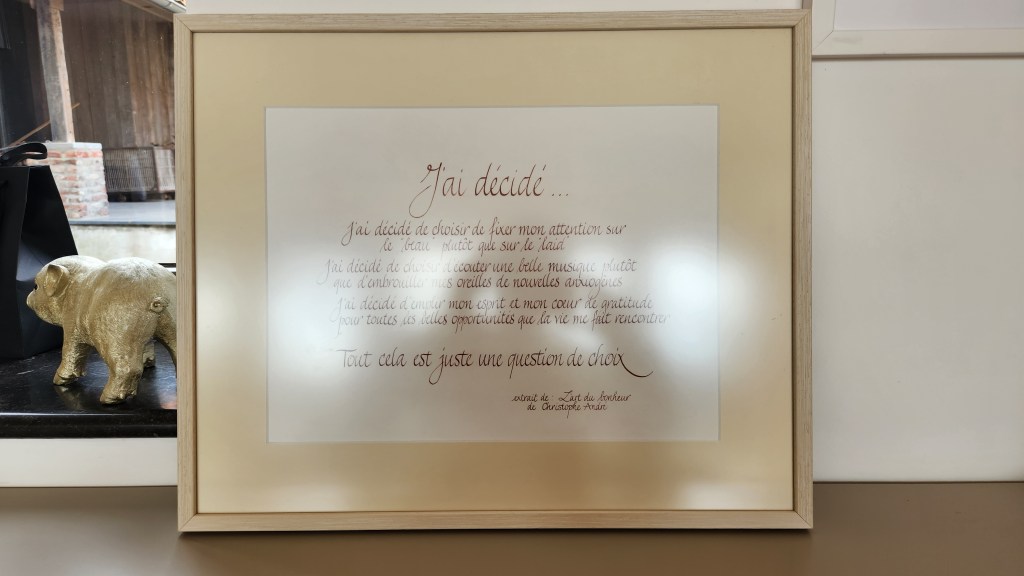 J'ai décidé ...
J'ai décidé de choisir de fixer mon attention sur
le "beau" plutôt que sur le "laid"
J'ai décidé de choisir d'écouter une belle musique plutôt
que d'embrouiller mes oreilles de nouvelles anxiogènes
J'ai décidé d'emplir mon esprit et mon coeur de gratitude
pour toutes les belles opportunités que la vie me fait rencontrer
Tout cela est juste une question de choix
extrait de : L'art du bonheur
de Christophe André